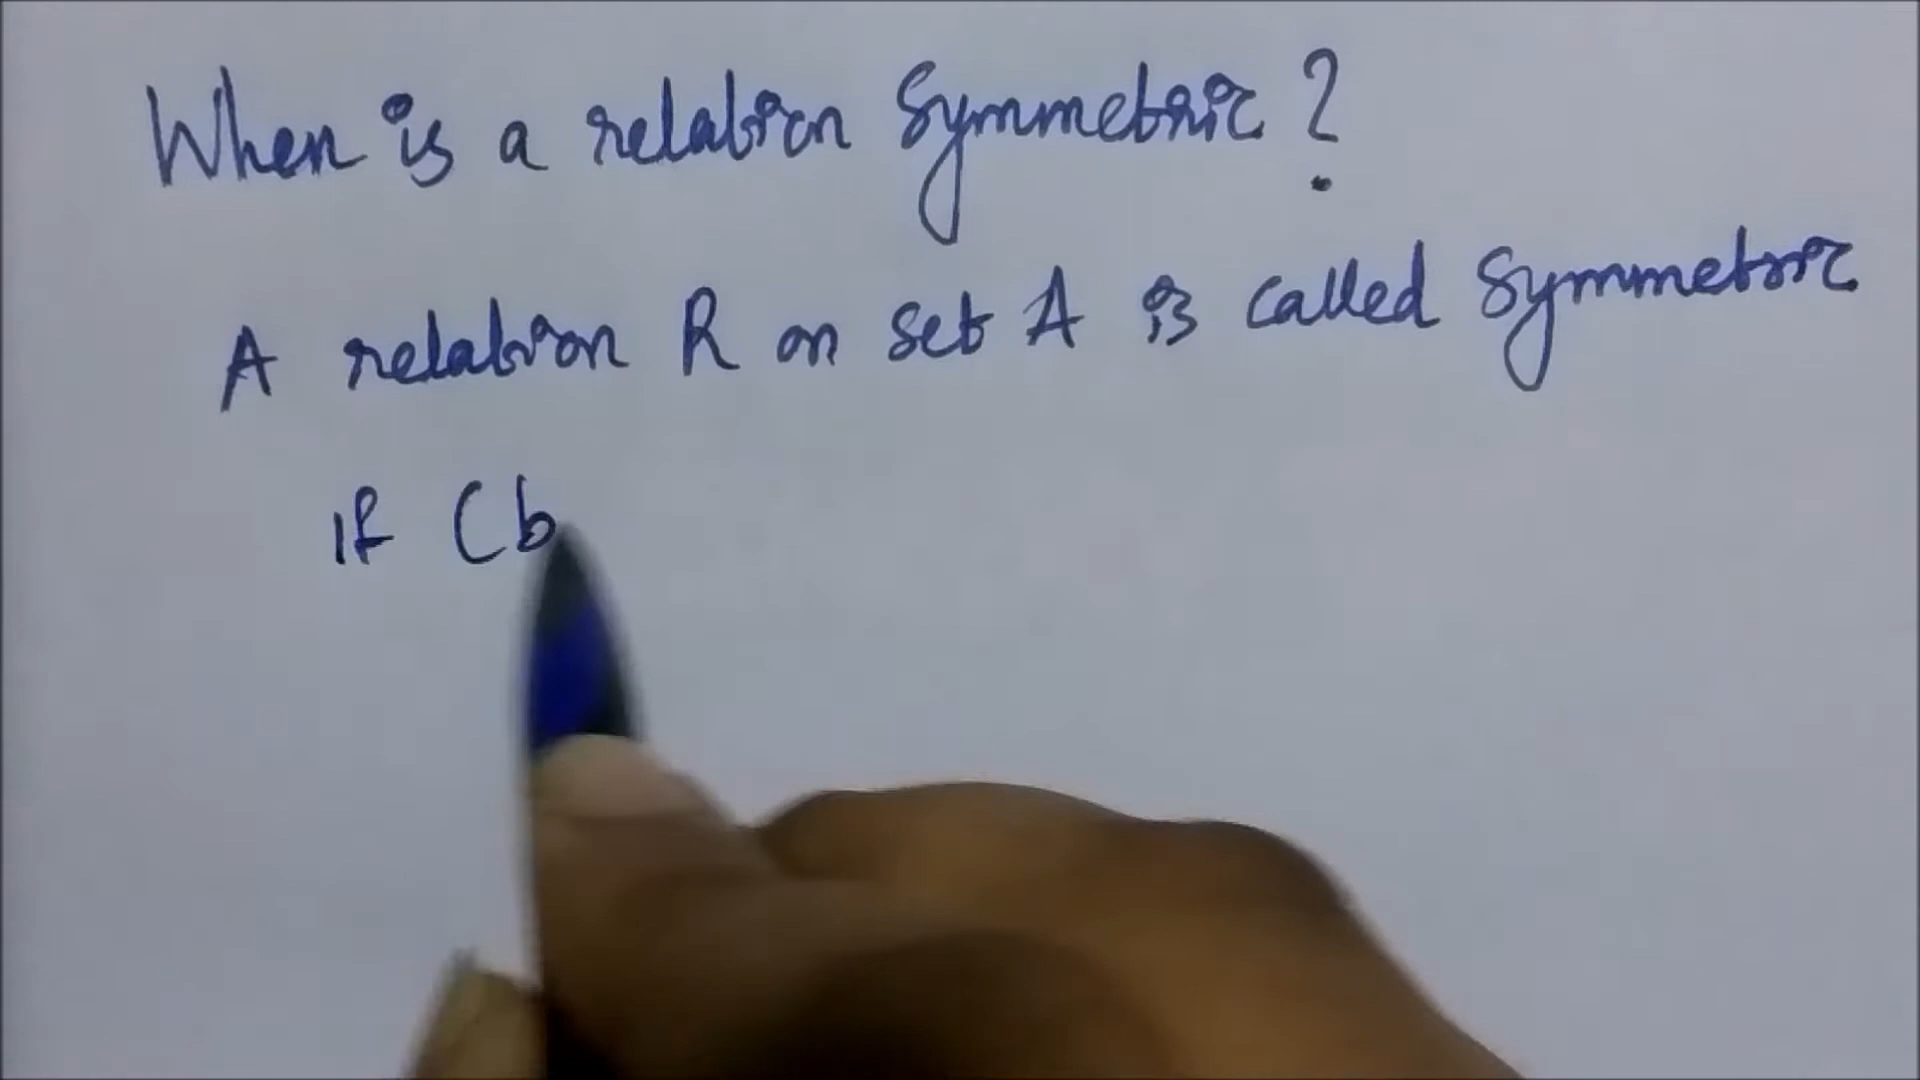 When is a relation Symmetric ?
A relation R on set A is called Symmetric
if (b